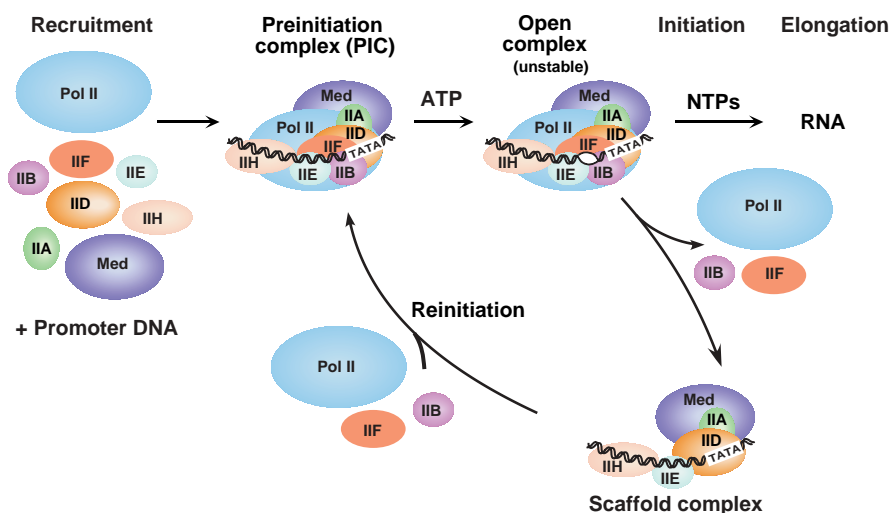 Recruitment
Preinitiation
complex (PIC)
Open
complex
(unstable)
Initiation
Elongation
Pol II
IIF
IIB
IIE
IID
IIH
IIA
Med
+ Promoter DNA
Med
IIA
Pol II
IID
IIF
TATA
IIH
IIE
IIB
ATP
Med
IIA
Pol II
IID
IIF
TATA
IIH
IIE
IIB
NTPs
RNA
Pol II
IIB
IIF
Reinitiation
Pol II
IIB
IIF
Med
IIA
IID
TATA
IIH
IIE
Scaffold complex